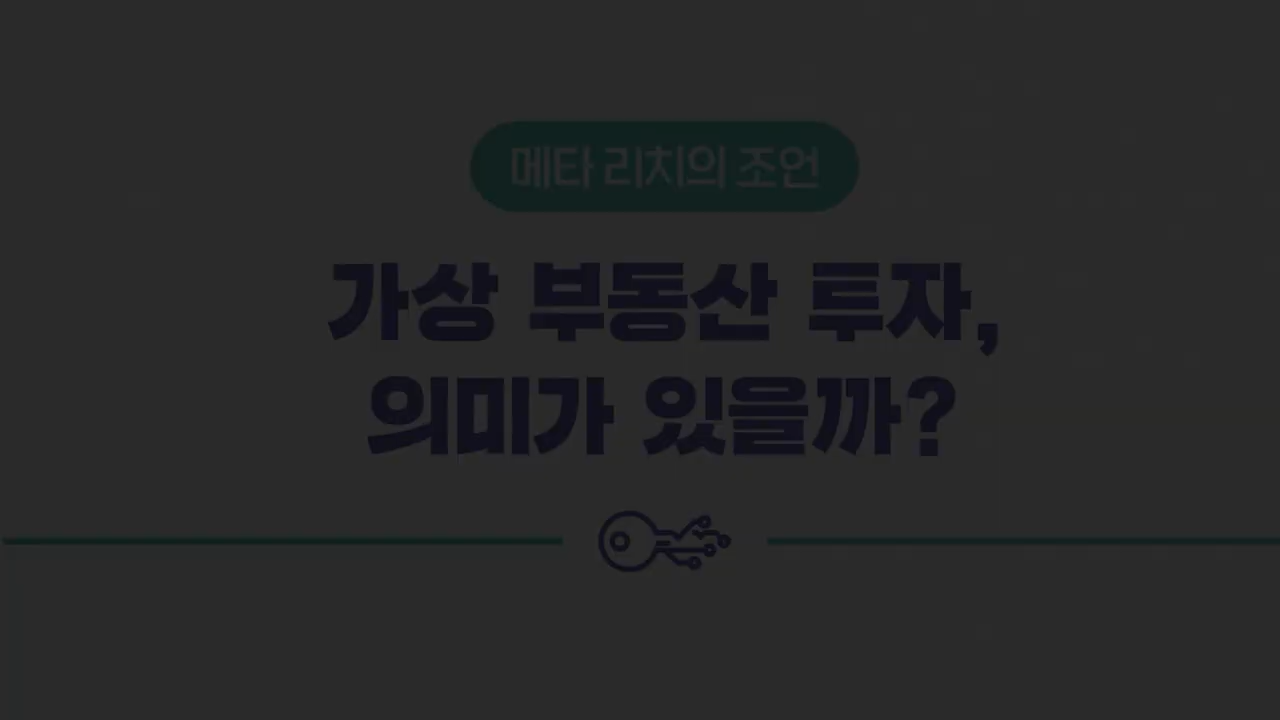 메타 리치의 조언
가상 부동산 투자,
의미가 있을까?